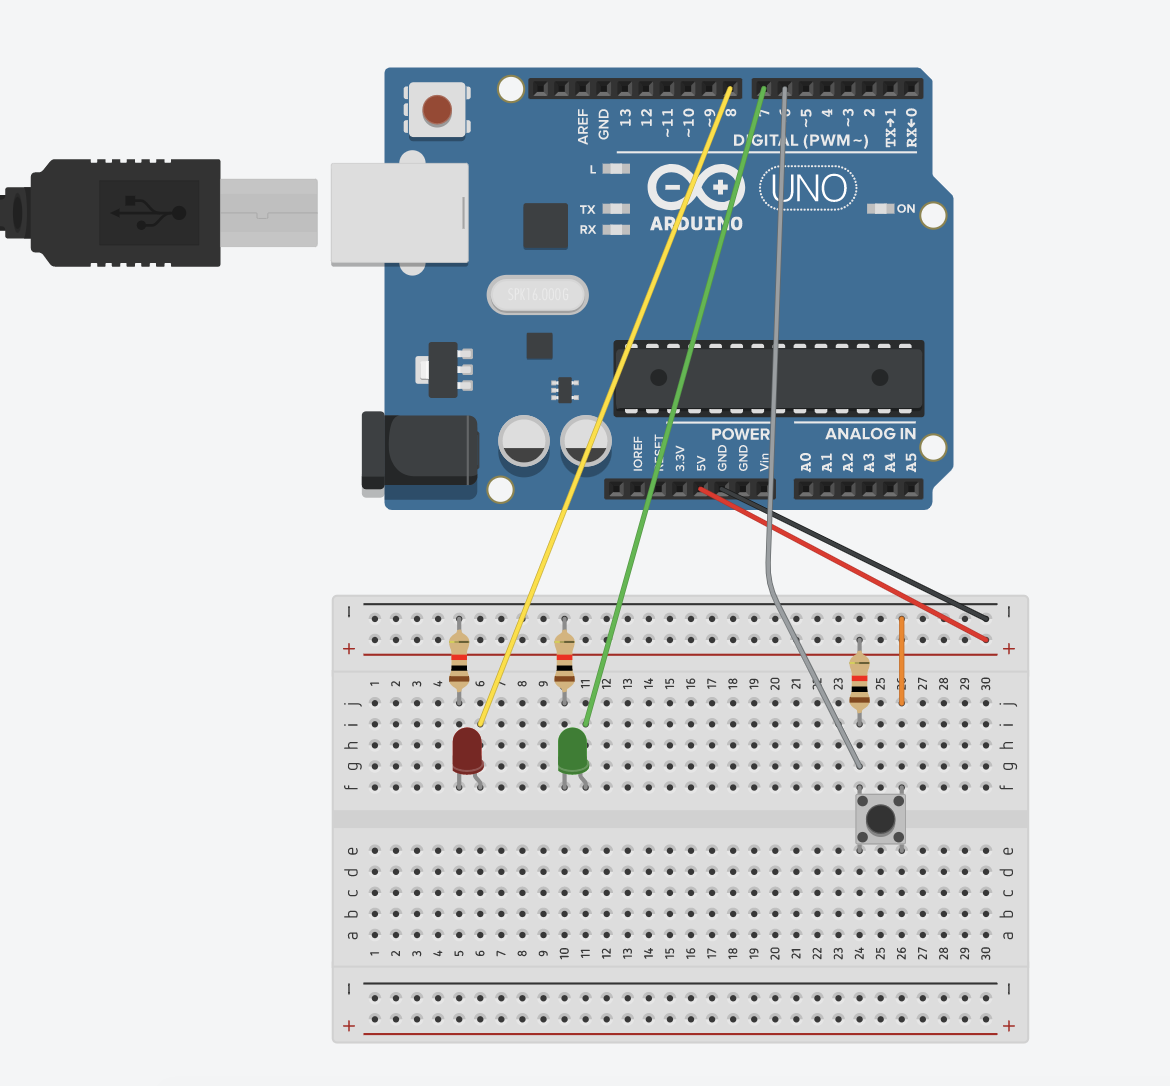 AREF
GND
13
12
~11
~10
~9
8
7
6
~5
4
~3
2
TX→1
RX←0
DIGITAL (PWM~)
L
TX
RX
ARDUINO
UNO
ON
SPK16.000G
POWER
ANALOG IN
IOREF
RESET
3.3V
5V
GND
GND
Vin
A0
A1
A2
A3
A4
A5
− −
+ +
1 2 3 4 5 6 7 8 9 10 11 12 13 14 15 16 17 18 19 20 21 22 23 24 25 26 27 28 29 30
j j
i i
h h
g g
f f
e e
d d
c c
b b
a a
1 2 3 4 5 6 7 8 9 10 11 12 13 14 15 16 17 18 19 20 21 22 23 24 25 26 27 28 29 30
− −
+ +